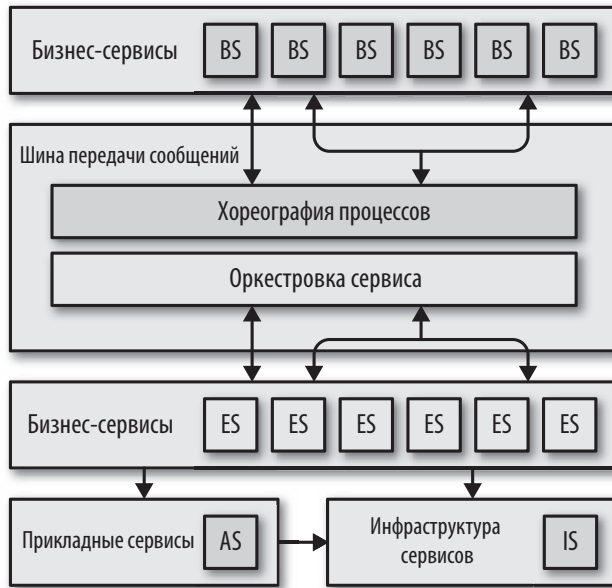 Бизнес-сервисы BS BS BS BS BS BS
Шина передачи сообщений
Хореография процессов
Оркестровка сервиса
Бизнес-сервисы ES ES ES ES ES ES
Прикладные сервисы AS
Инфраструктура
сервисов
IS